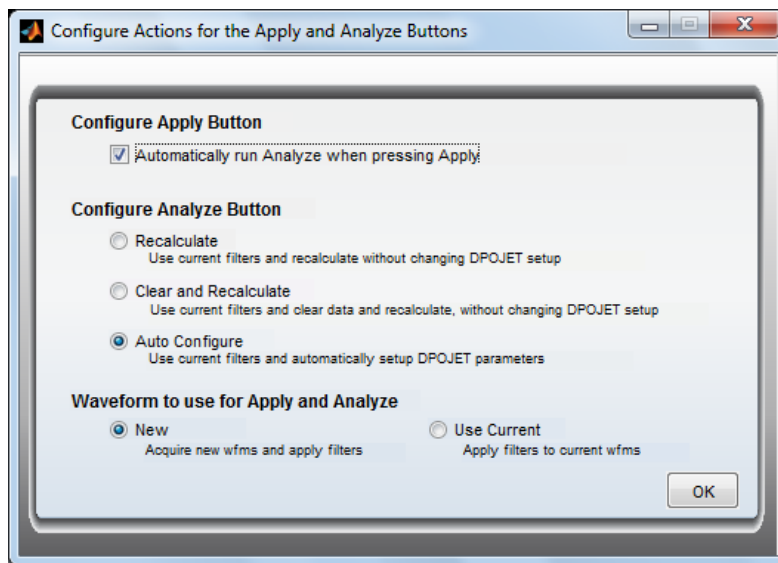 Configure Actions for the Apply and Analyze Buttons
Configure Apply Button
Automatically run Analyze when pressing Apply
Configure Analyze Button
Recalculate
Use current filters and recalculate without changing DPOJET setup
Clear and Recalculate
Use current filters and clear data and recalculate, without changing DPOJET setup
Auto Configure
Use current filters and automatically setup DPOJET parameters
Waveform to use for Apply and Analyze
New
Acquire new wfms and apply filters
Use Current
Apply filters to current wfms
OK